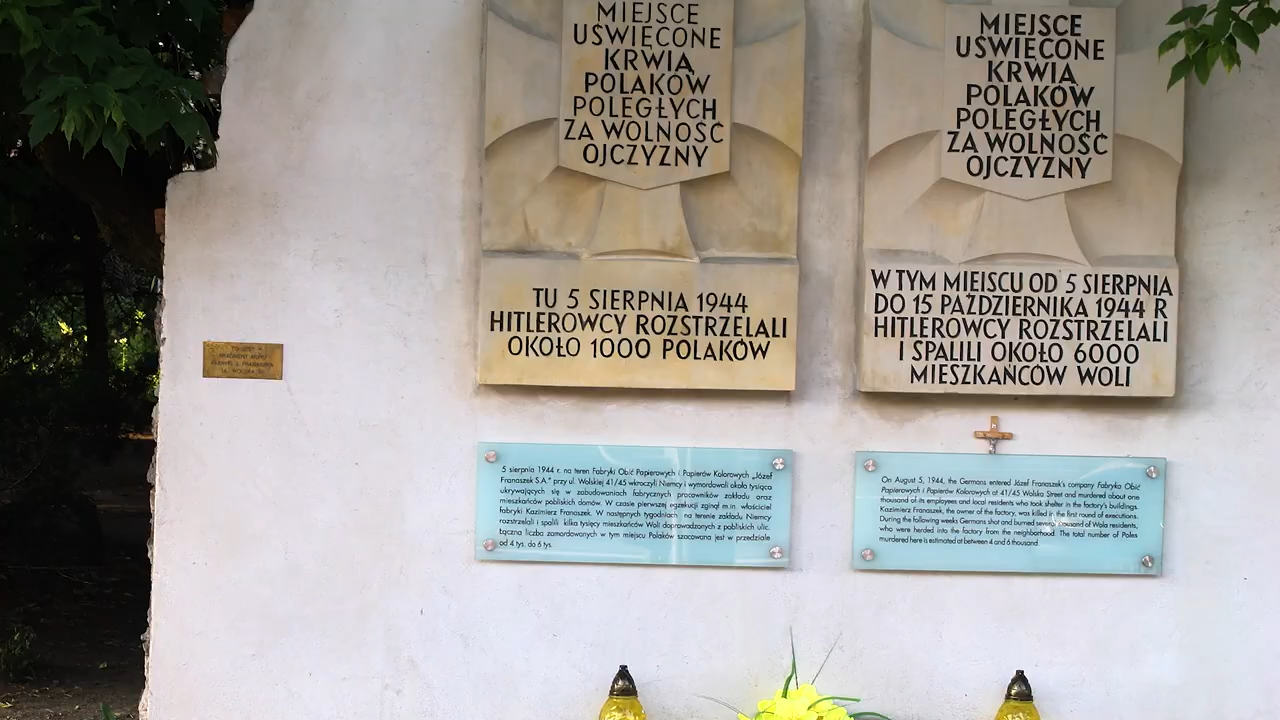 MIEJSCE
UŚWIĘCONE
KRWIĄ
POLAKÓW
POLEGŁYCH
ZA WOLNOŚĆ
OJCZYZNY
TU 5 SIERPNIA 1944
HITLEROWCY ROZSTRZELALI
OKOŁO 1000 POLAKÓW
MIEJSCE
UŚWIĘCONE
KRWIĄ
POLAKÓW
POLEGŁYCH
ZA WOLNOŚĆ
OJCZYZNY
W TYM MIEJSCU OD 5 SIERPNIA
DO 15 PAŹDZIERNIKA 1944 R
HITLEROWCY ROZSTRZELALI
I SPALILI OKOŁO 6000
MIESZKAŃCÓW WOLI
5 sierpnia 1944 r. na teren Fabryki Obić Papierowych i Papierów Kolorowych „Józef
Franaszek S.A." przy ul. Wolskiej 41/45 wkroczyli Niemcy i wymordowali około tysiąca
ukrywających się w zabudowaniach fabrycznych pracowników zakładu oraz
mieszkańców pobliskich domów. W czasie pierwszej egzekucji zginął m.in. właściciel
fabryki Kazimierz Franaszek. W następnych tygodniach na terenie zakładu Niemcy
rozstrzelali i spalili kilka tysięcy mieszkańców Woli doprowadzonych z pobliskich ulic.
Łączna liczba zamordowanych w tym miejscu Polaków szacowana jest w przedziale
od 4 tys. do 6 tys.
On August 5, 1944, the Germans entered Józef Franaszek's company Fabryka Obić
Papierowych i Papierów Kolorowych at 41/45 Wolska Street and murdered about one
thousand of its employees and local residents who took shelter in the factory's buildings.
Kazimierz Franaszek, the owner of the factory, was killed in the first round of executions.
During the following weeks Germans shot and burned several thousand of Wola residents,
who were herded into the factory from the neighborhood. The total number of Poles
murdered here is estimated at between 4 and 6 thousand.